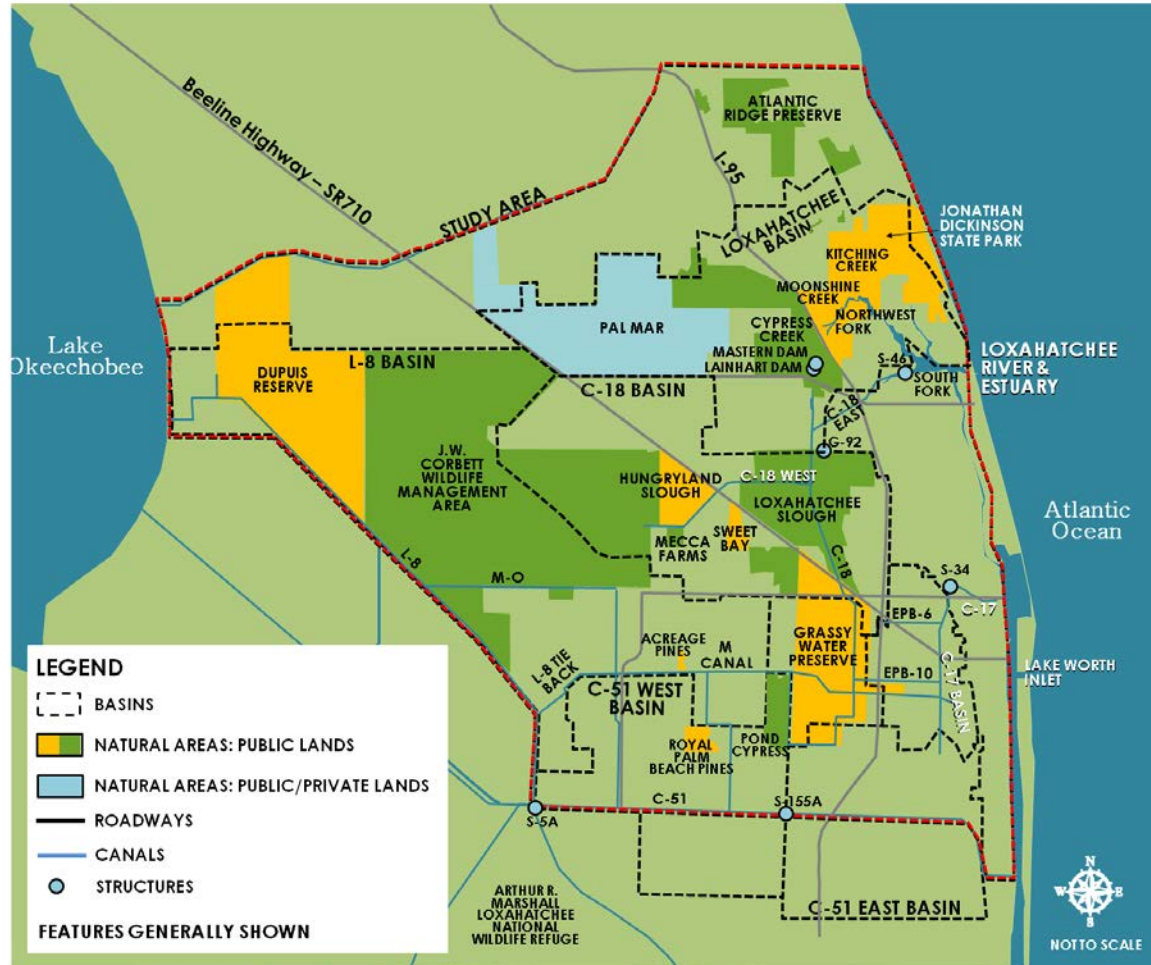 ATLANTIC
RIDGE PRESERVE
Beeline Highway – SR710
I-95
STUDY AREA
LOXAHATCHEE
BASIN
JONATHAN
DICKINSON
STATE PARK
KITCHING
CREEK
MOONSHINE
CREEK
NORTHWEST
FORK
PAL MAR
CYPRESS
CREEK
MASTERN DAM
LAINHART DAM
S-46
SOUTH
FORK
LOXAHATCHEE
RIVER &
ESTUARY
Lake
Okeechobee
L-8 BASIN
DUPUIS
RESERVE
C-18 BASIN
C-18
EAST
G-92
J.W.
CORBETT
WILDLIFE
MANAGEMENT
AREA
HUNGRYLAND
SLOUGH
C-18 WEST
LOXAHATCHEE
SLOUGH
Atlantic
Ocean
SWEET
BAY
MECCA
FARMS
L-8
M-O
C-18
S-34
C-17
EPB-6
ACREAGE
PINES
M
CANAL
GRASSY
WATER
PRESERVE
EPB-10
C-17 BASIN
LAKE WORTH
INLET
L-8 TIE
BACK
C-51 WEST
BASIN
ROYAL
PALM
BEACH PINES
POND
CYPRESS
C-51
S-5A
S-155A
ARTHUR R.
MARSHALL
LOXAHATCHEE
NATIONAL
WILDLIFE REFUGE
C-51 EAST BASIN
N
W
E
S
NOT TO SCALE
LEGEND
BASINS
NATURAL AREAS: PUBLIC LANDS
NATURAL AREAS: PUBLIC/PRIVATE LANDS
ROADWAYS
CANALS
STRUCTURES
FEATURES GENERALLY SHOWN